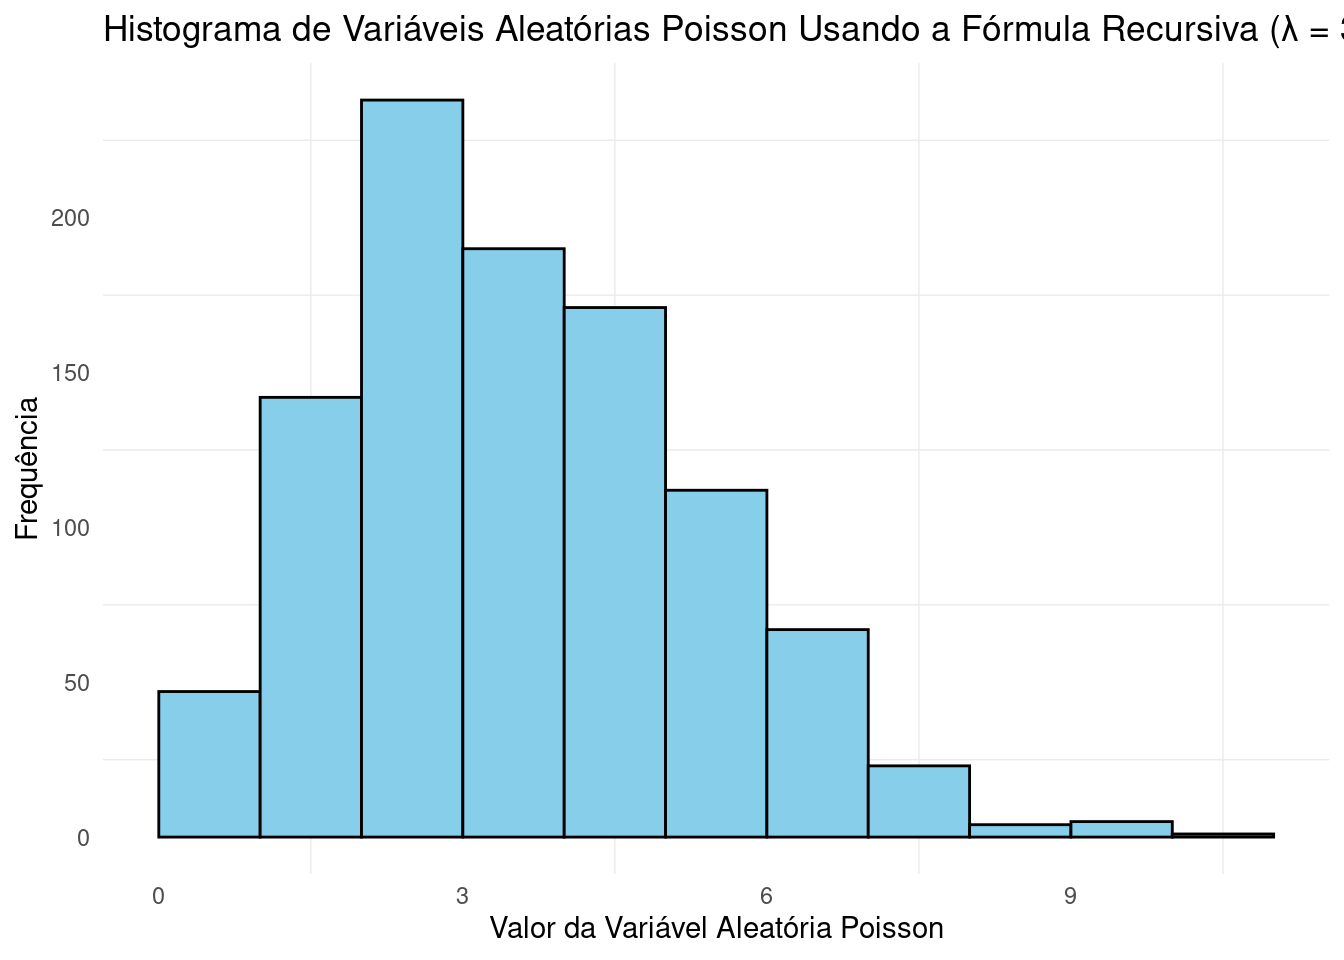 Histograma de Variáveis Aleatórias Poisson Usando a Fórmula Recursiva (λ =
200
150
100
50
0
Frequência
0 3 6 9
Valor da Variável Aleatória Poisson